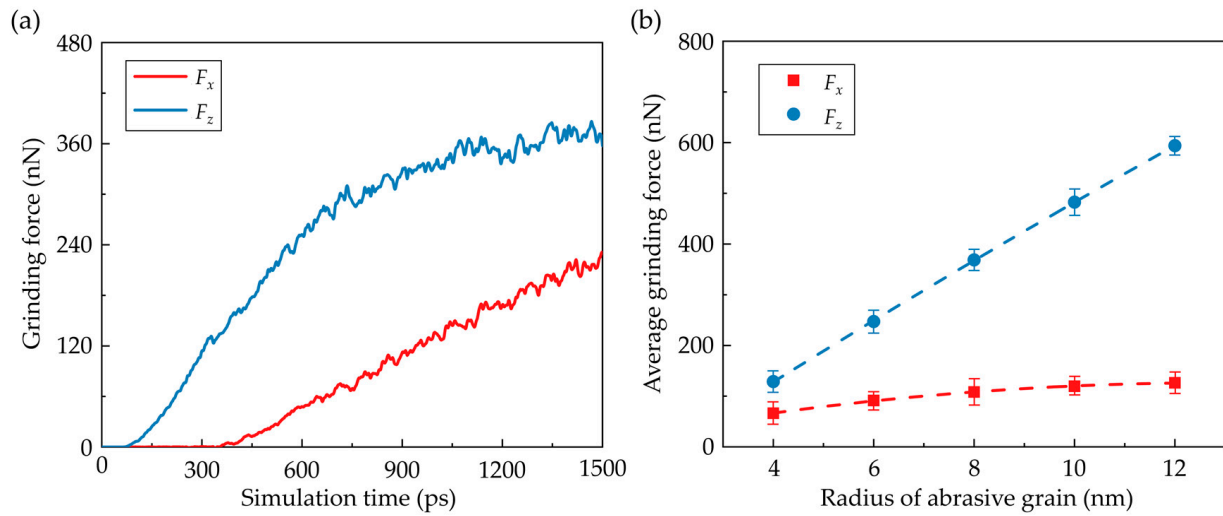 (a)
480
360
240
120
0
Grinding force (nN)
Fx
Fz
0 300 600 900 1200 1500
Simulation time (ps)
(b)
800
600
400
200
0
Average grinding force (nN)
Fx
Fz
4 6 8 10 12
Radius of abrasive grain (nm)